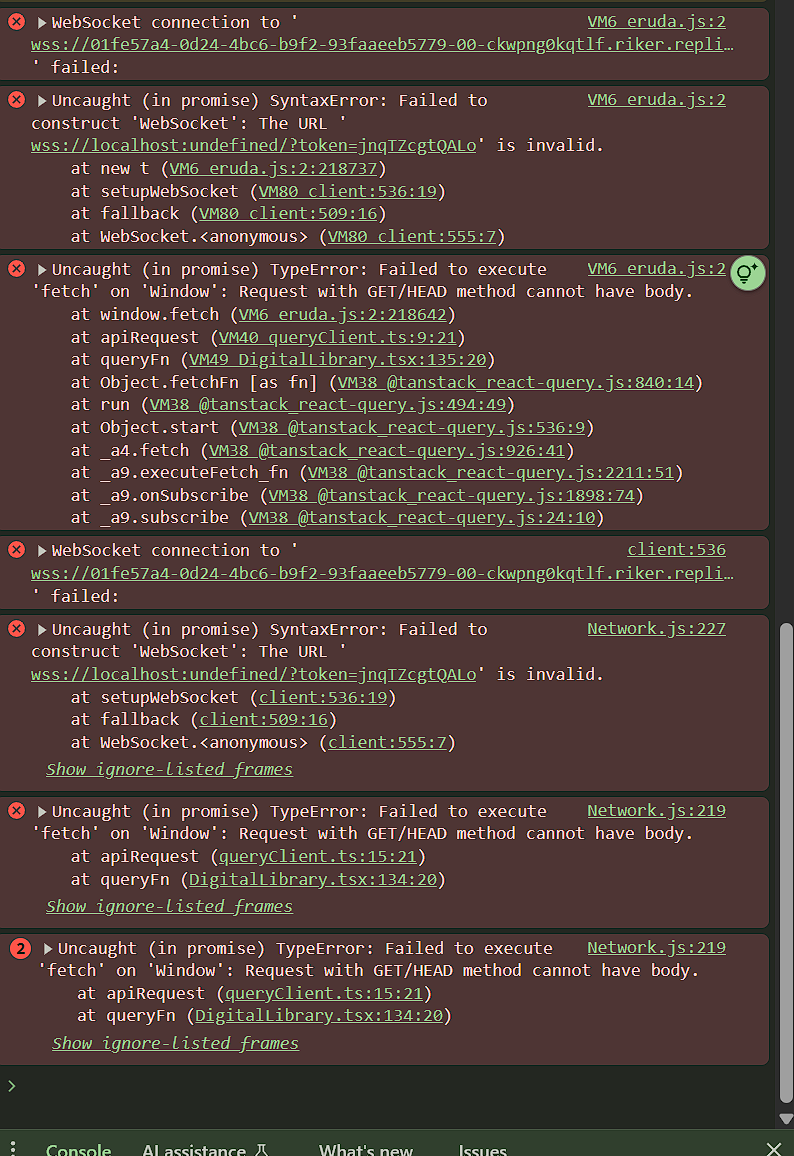 WebSocket connection to ' VM6 eruda.js:2
wss://01fe57a4-0d24-4bc6-b9f2-93faaeeb5779-00-ckwpng0kqtlf.riker.repli…
' failed:
Uncaught (in promise) SyntaxError: Failed to VM6 eruda.js:2
construct 'WebSocket': The URL '
wss://localhost:undefined/?token=jnqTZcgtQALo' is invalid.
at new t (VM6 eruda.js:2:218737)
at setupWebSocket (VM80 client:536:19)
at fallback (VM80 client:509:16)
at WebSocket.<anonymous> (VM80 client:555:7)
Uncaught (in promise) TypeError: Failed to execute VM6 eruda.js:2
'fetch' on 'Window': Request with GET/HEAD method cannot have body.
at window.fetch (VM6 eruda.js:2:218642)
at apiRequest (VM40 queryClient.ts:9:21)
at queryFn (VM49 DigitalLibrary.tsx:135:20)
at Object.fetchFn [as fn] (VM38 @tanstack_react-query.js:840:14)
at run (VM38 @tanstack_react-query.js:494:49)
at Object.start (VM38 @tanstack_react-query.js:536:9)
at _a4.fetch (VM38 @tanstack_react-query.js:926:41)
at _a9.executeFetch_fn (VM38 @tanstack_react-query.js:2211:51)
at _a9.onSubscribe (VM38 @tanstack_react-query.js:1898:74)
at _a9.subscribe (VM38 @tanstack_react-query.js:24:10)
WebSocket connection to ' client:536
wss://01fe57a4-0d24-4bc6-b9f2-93faaeeb5779-00-ckwpng0kqtlf.riker.repli…
' failed:
Uncaught (in promise) SyntaxError: Failed to Network.js:227
construct 'WebSocket': The URL '
wss://localhost:undefined/?token=jnqTZcgtQALo' is invalid.
at setupWebSocket (client:536:19)
at fallback (client:509:16)
at WebSocket.<anonymous> (client:555:7)
Show ignore-listed frames
Uncaught (in promise) TypeError: Failed to execute Network.js:219
'fetch' on 'Window': Request with GET/HEAD method cannot have body.
at apiRequest (queryClient.ts:15:21)
at queryFn (DigitalLibrary.tsx:134:20)
Show ignore-listed frames
2 Uncaught (in promise) TypeError: Failed to execute Network.js:219
'fetch' on 'Window': Request with GET/HEAD method cannot have body.
at apiRequest (queryClient.ts:15:21)
at queryFn (DigitalLibrary.tsx:134:20)
Show ignore-listed frames
>
Console AI assistance What's new Issues